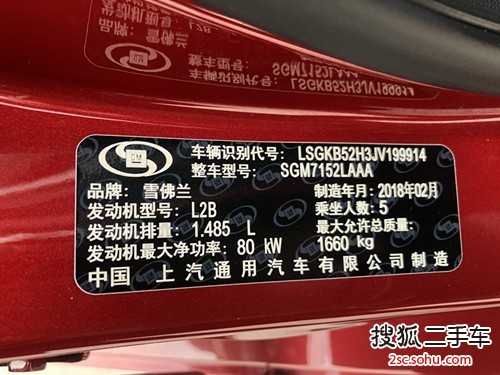 车辆识别代号: LSGKB52H3JV199914
整车型号: SGM7152LAAA
GM
品牌: 雪佛兰 制造年月: 2018年02月
发动机型号: L2B 乘坐人数: 5
发动机排量: 1.485 L 最大允许总质量:
发动机最大净功率: 80 kW 1660 kg
中国 上汽通用汽车有限公司制造
搜狐二手车
2sc.sohu.com